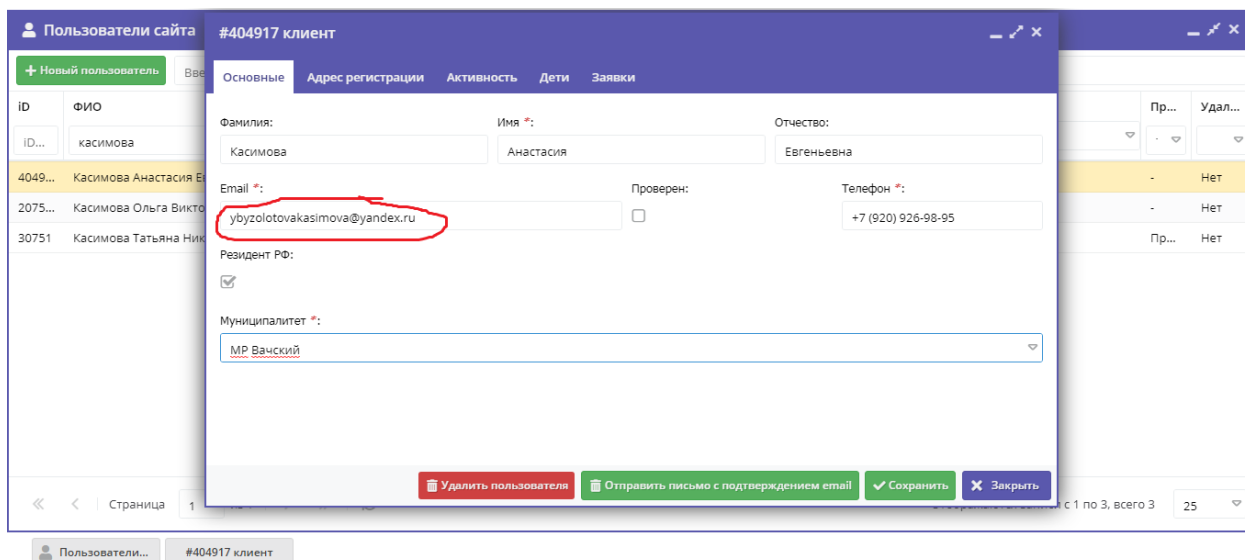 Пользователи сайта
#404917 клиент
Новый пользователь
Вве
Основные Адрес регистрации Активность Дети Заявки
iD ФИО Пр... Удал...
Фамилия: Имя *: Отчество:
iD... касимова -
Касимова Анастасия Евгеньевна
4049... Касимова Анастасия Е - Нет
Email *: Проверен: Телефон *:
2075... Касимова Ольга Викто - Нет
ybyzolotovakasimova@yandex.ru +7 (920) 926-98-95
30751 Касимова Татьяна Ник Пр... Нет
Резидент РФ:
Муниципалитет *:
МР Вачский
Удалить пользователя Отправить письмо с подтверждением email Сохранить Закрыть
Страница 1 с 1 по 3, всего 3 25
Пользователи... #404917 клиент